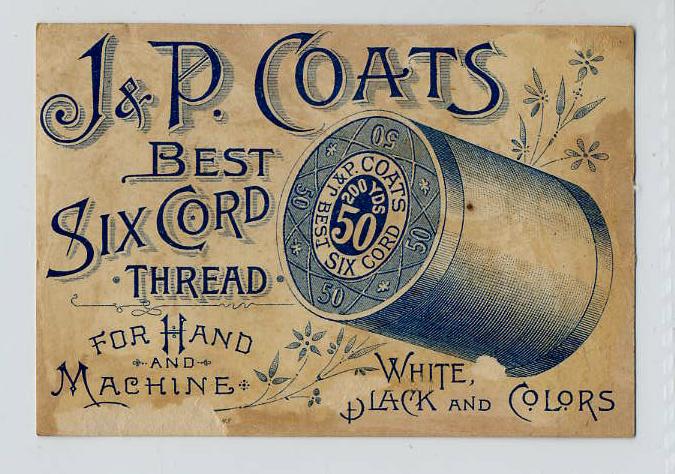 J & P. COATS
BEST
SIX CORD
THREAD
FOR HAND
AND
MACHINE
50
50
50
50
J. & P. COATS
200 YDS
50
BEST SIX CORD
WHITE,
BLACK AND COLORS